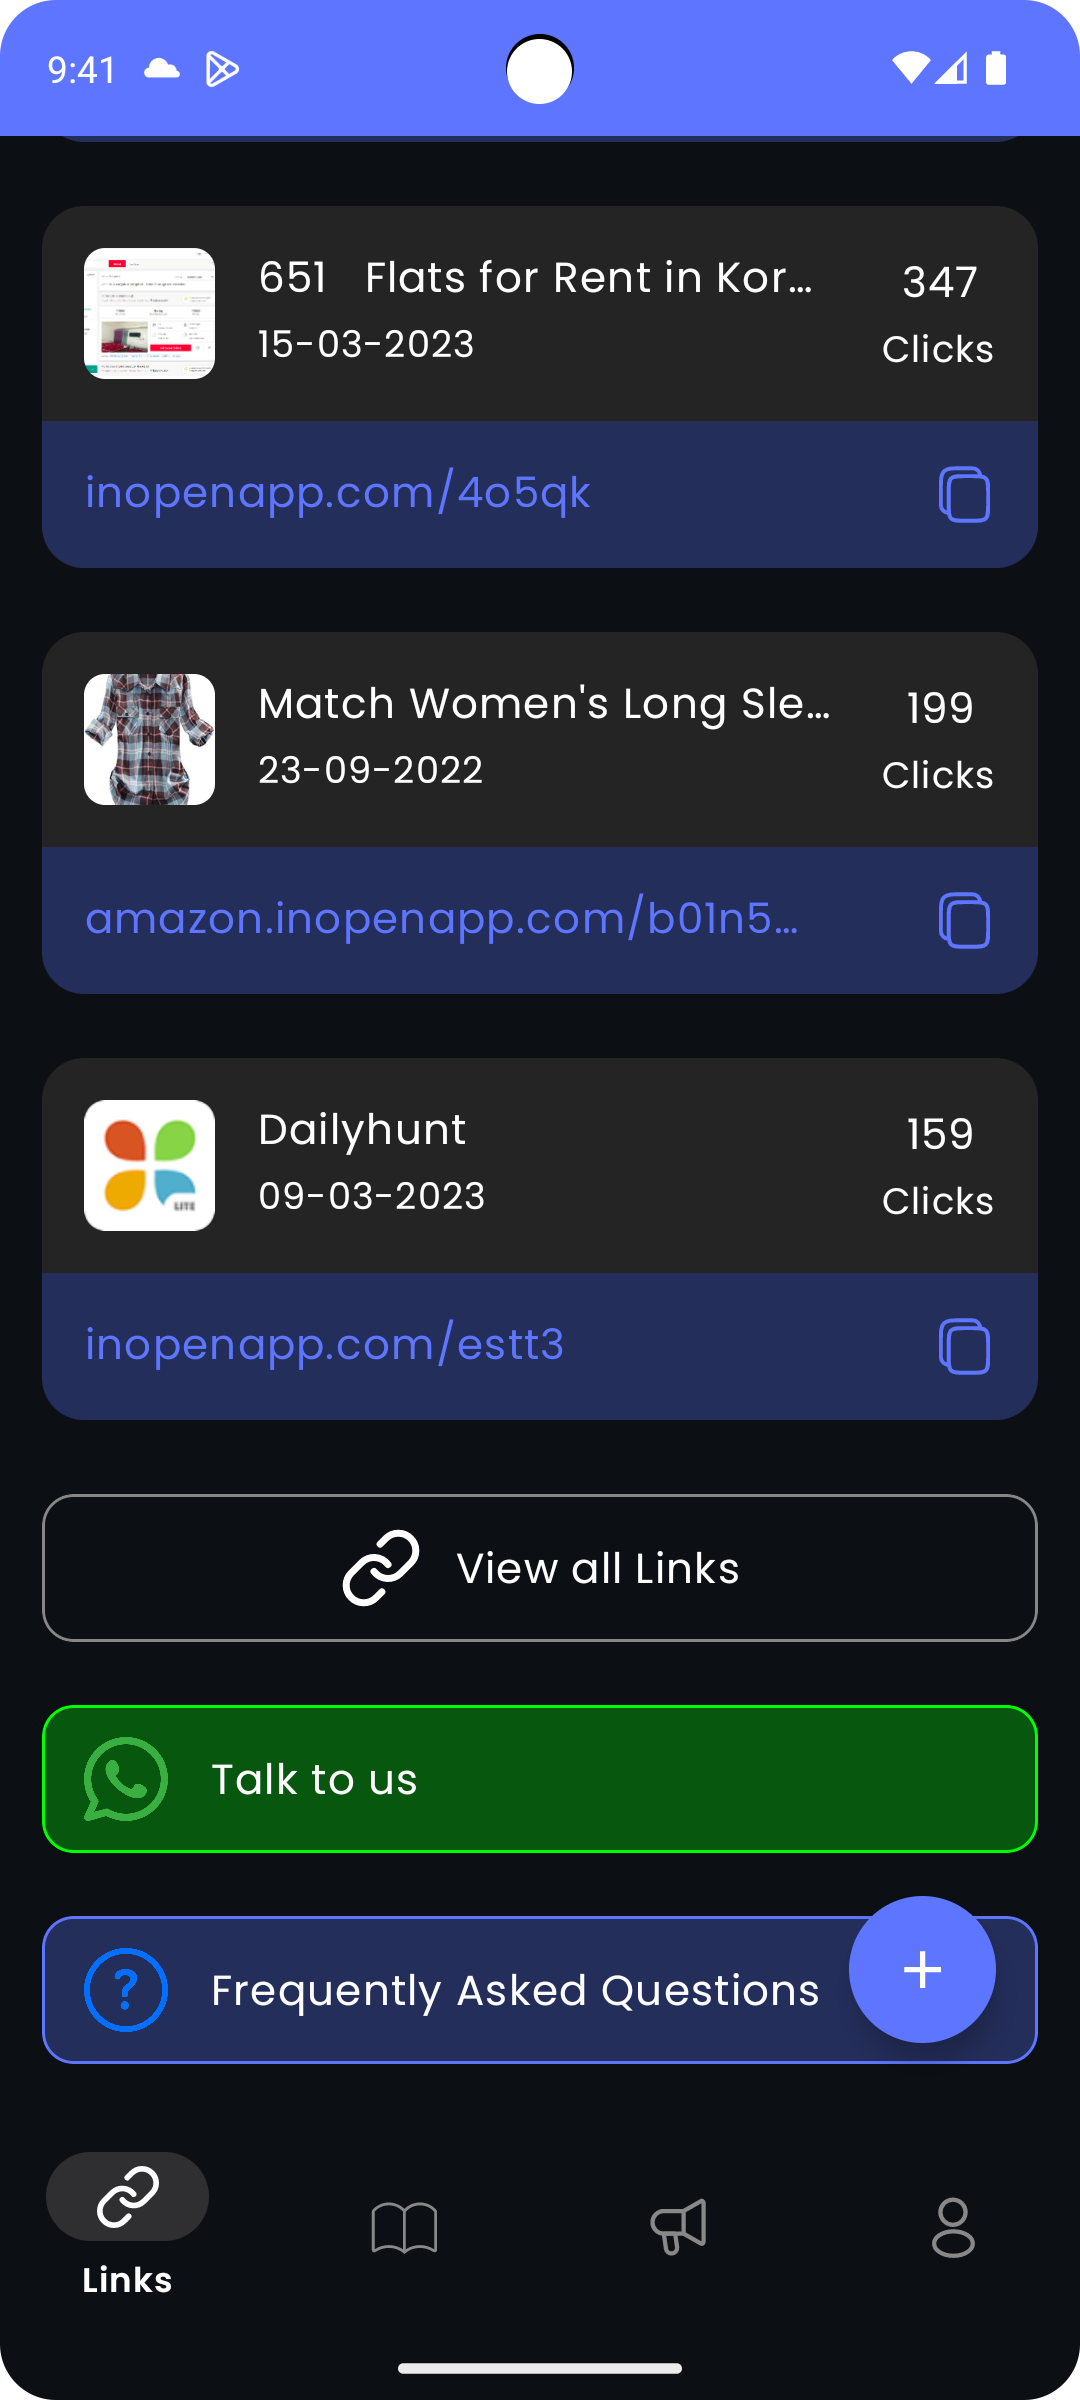 9:41
651 Flats for Rent in Kor...
15-03-2023
347
Clicks
inopenapp.com/4o5qk
Match Women's Long Sle...
23-09-2022
199
Clicks
amazon.inopenapp.com/b01n5...
Dailyhunt
09-03-2023
159
Clicks
LITE
inopenapp.com/estt3
View all Links
Talk to us
Frequently Asked Questions
Links